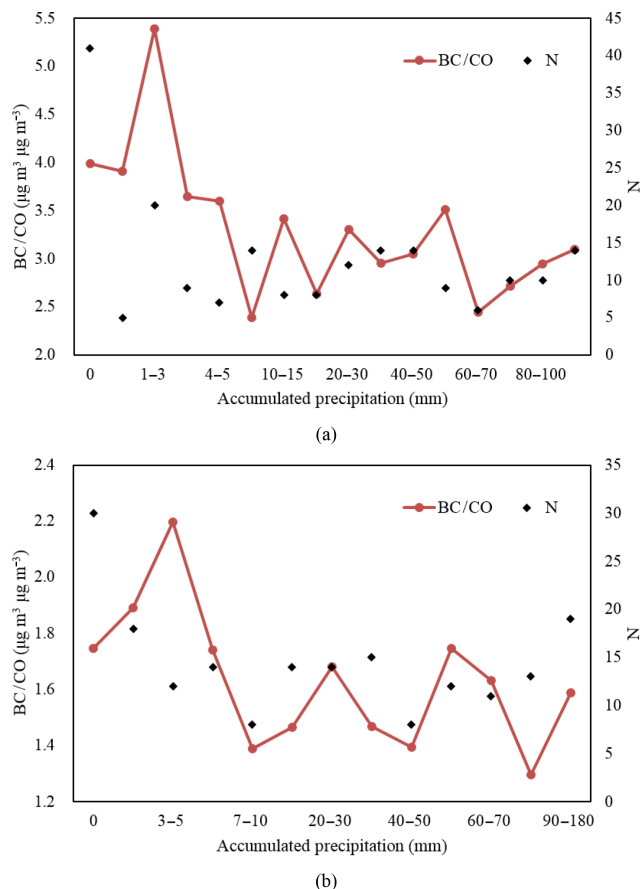 5.5
5.0
4.5
4.0
3.5
3.0
2.5
2.0
BC/CO (μg m³ μg m⁻³)
45
40
35
30
25
20
15
10
5
0
N
BC/CO N
0 1–3 4–5 10–15 20–30 40–50 60–70 80–100
Accumulated precipitation (mm)
(a)
2.4
2.2
2.0
1.8
1.6
1.4
1.2
BC/CO (μg m³ μg m⁻³)
35
30
25
20
15
10
5
0
N
BC/CO N
0 3–5 7–10 20–30 40–50 60–70 90–180
Accumulated precipitation (mm)
(b)